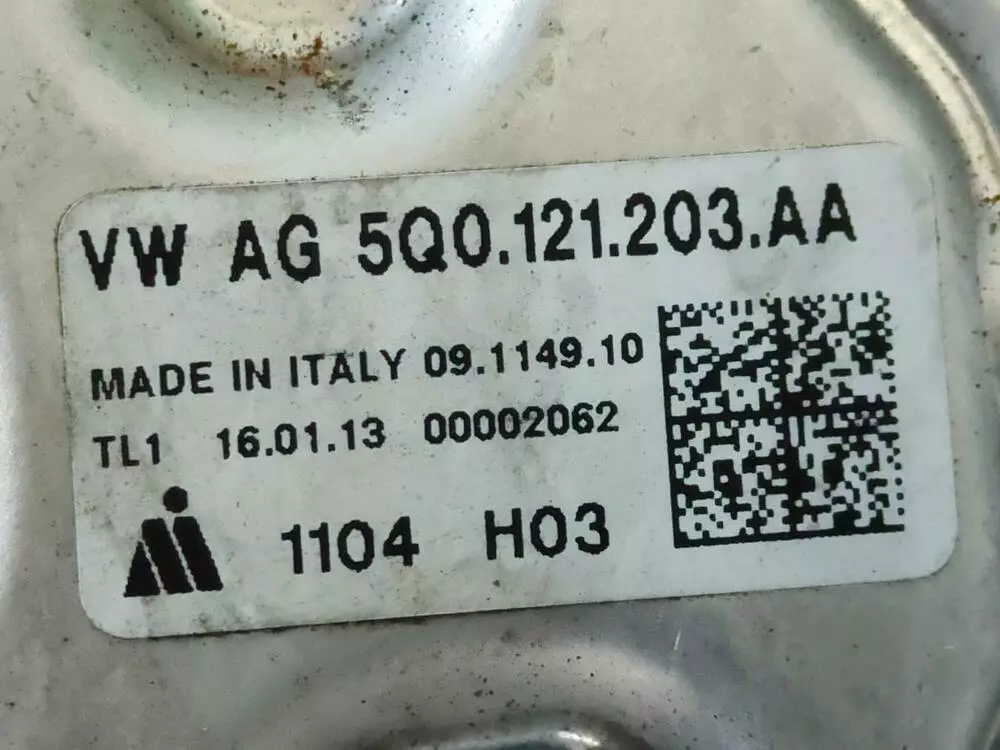 VW AG 5Q0.121.203.AA
MADE IN ITALY 09.1149.10
TL1 16.01.13 00002062
1104 H03